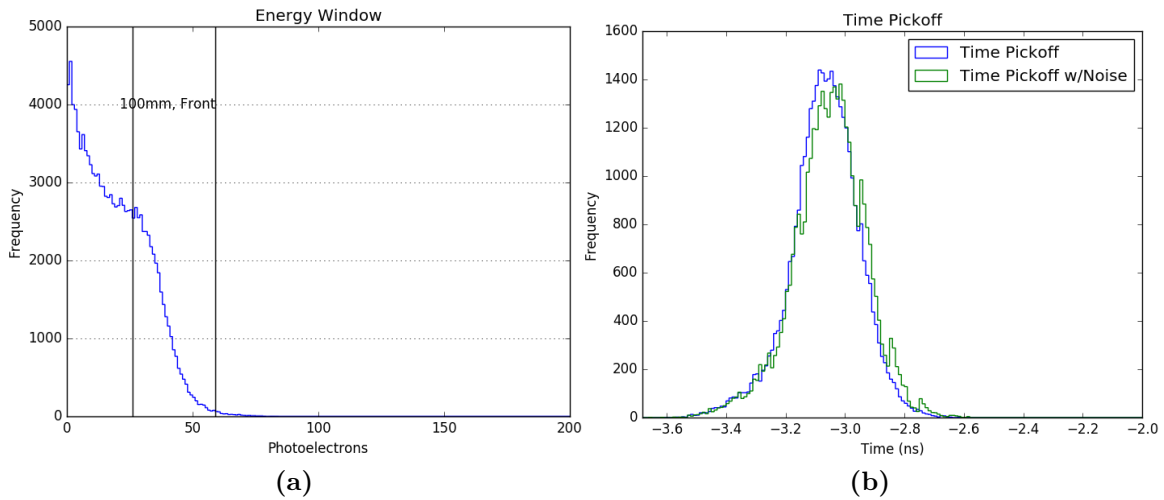 Energy Window
5000
4000
3000
2000
1000
0
Frequency
100mm, Front
0
50
100
150
200
Photoelectrons
(a)
Time Pickoff
1600
1400
1200
1000
800
600
400
200
0
Frequency
Time Pickoff
Time Pickoff w/Noise
−3.6
−3.4
−3.2
−3.0
−2.8
−2.6
−2.4
−2.2
−2.0
Time (ns)
(b)